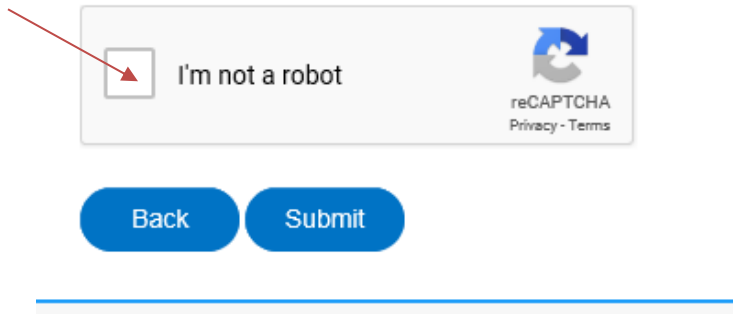 I'm not a robot
reCAPTCHA
Privacy - Terms
Back Submit